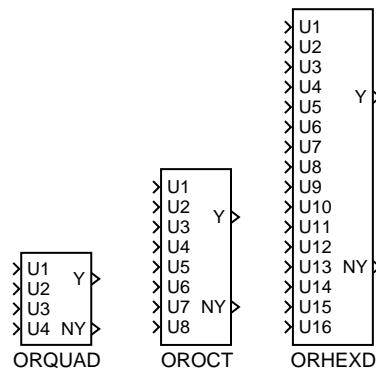 U1
U2
U3
U4
Y
NY
ORQUAD
U1
U2
U3
U4
U5
U6
U7
U8
Y
NY
OROCT
U1
U2
U3
U4
U5
U6
U7
U8
U9
U10
U11
U12
U13
U14
U15
U16
Y
NY
ORHEXD